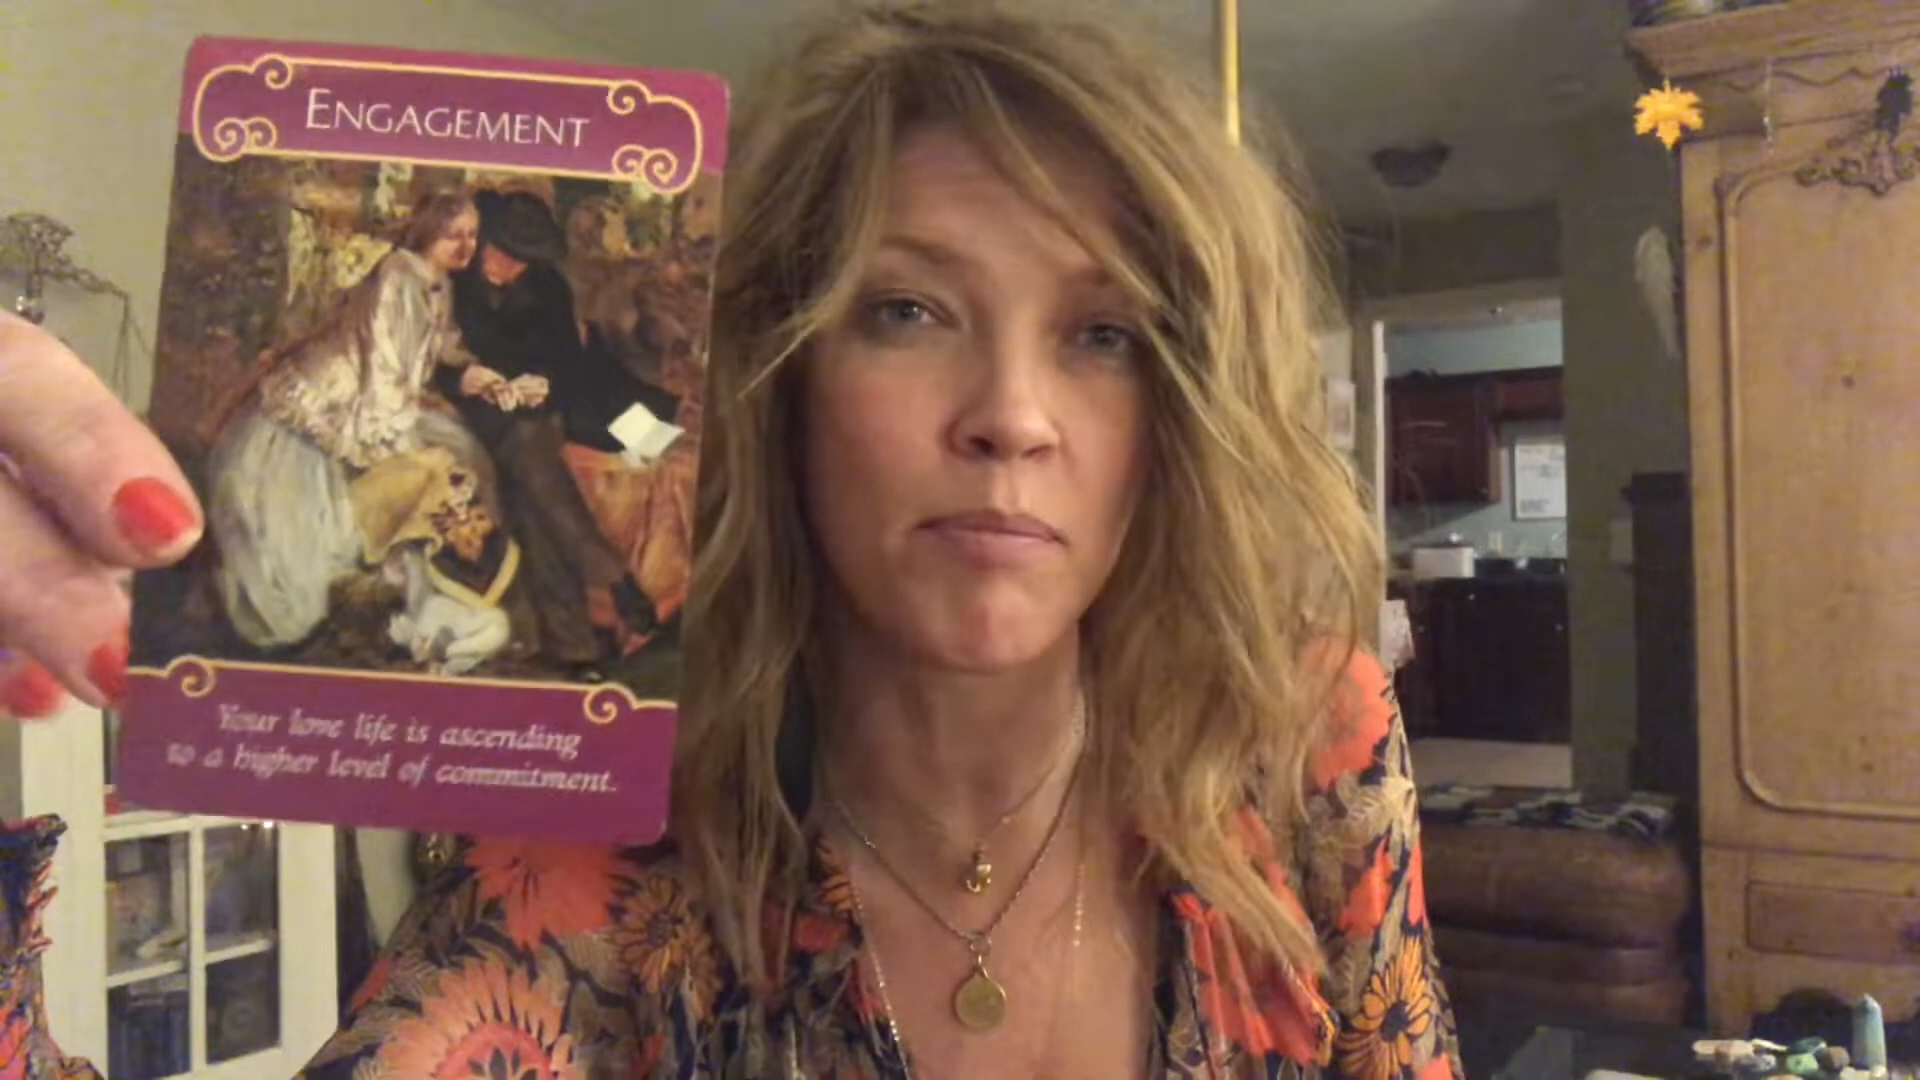 ENGAGEMENT
Your love life is ascending
to a higher level of commitment.